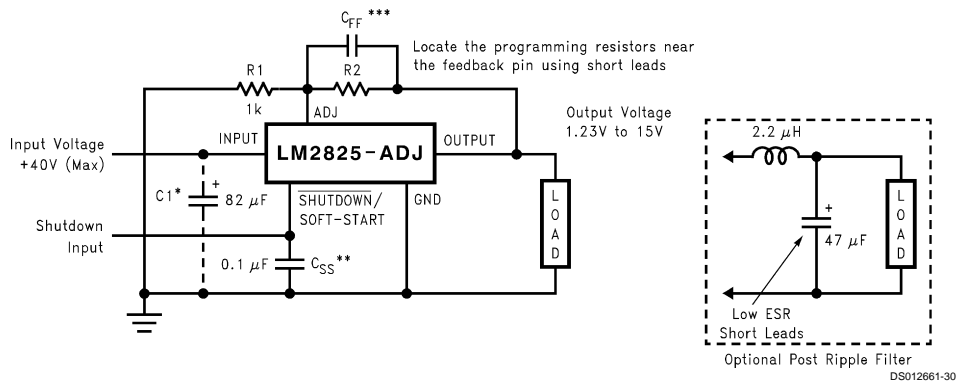 C_FF ***
Locate the programming resistors near
the feedback pin using short leads
R1
R2
1k
ADJ
Output Voltage
1.23V to 15V
Input Voltage
+40V (Max)
INPUT
LM2825-ADJ
OUTPUT
C1*
+
82 μF
SHUTDOWN/
SOFT-START
GND
LOAD
Shutdown
Input
0.1 μF
C_SS **
2.2 μH
+
47 μF
LOAD
Low ESR
Short Leads
Optional Post Ripple Filter
DS012661-30